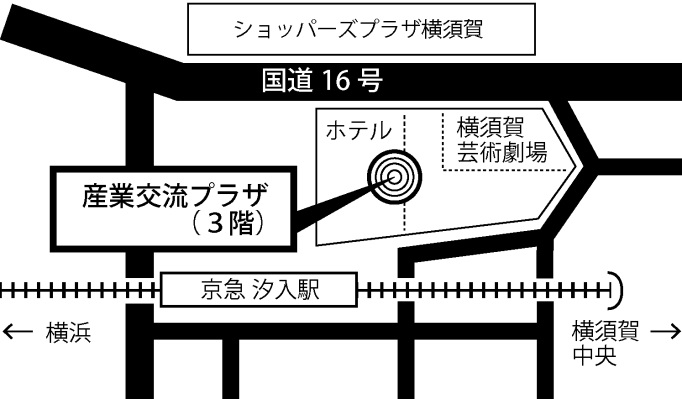 ショッパーズプラザ横須賀
国道 16 号
ホテル
横須賀
芸術劇場
産業交流プラザ
（３階）
京急 汐入駅
← 横浜
横須賀 →
中央